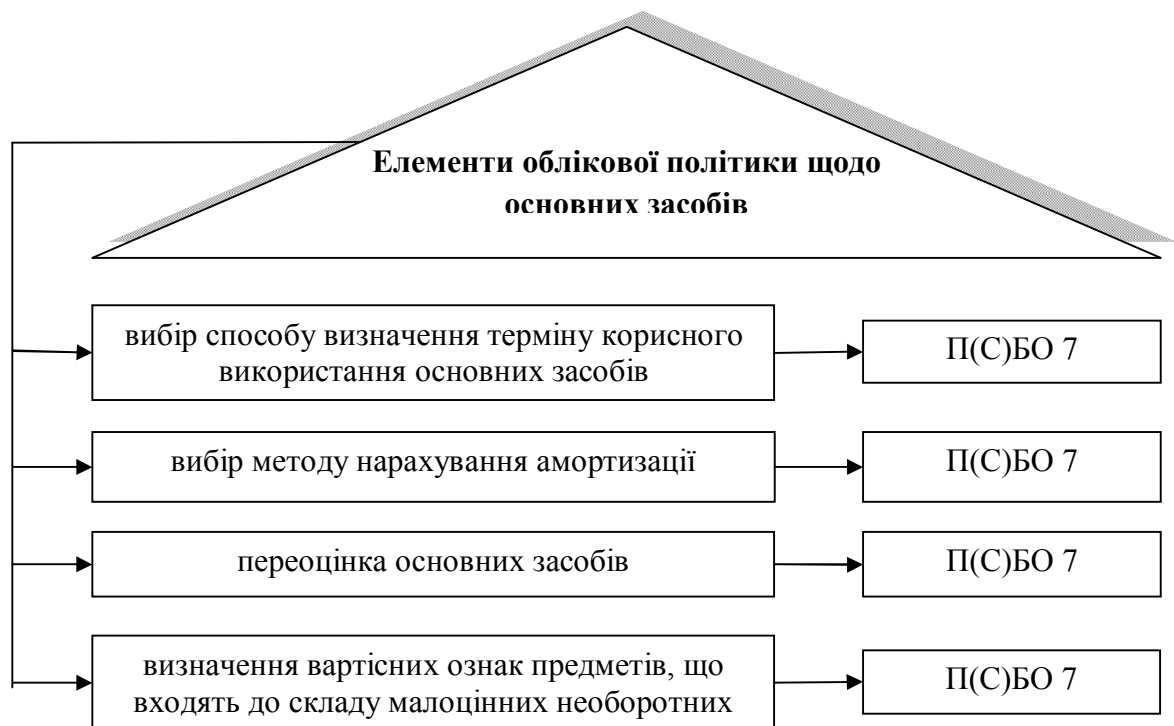 Елементи облікової політики щодо
основних засобів
вибір способу визначення терміну корисного
використання основних засобів
П(С)БО 7
вибір методу нарахування амортизації
П(С)БО 7
переоцінка основних засобів
П(С)БО 7
визначення вартісних ознак предметів, що
входять до складу малоцінних необоротних
П(С)БО 7